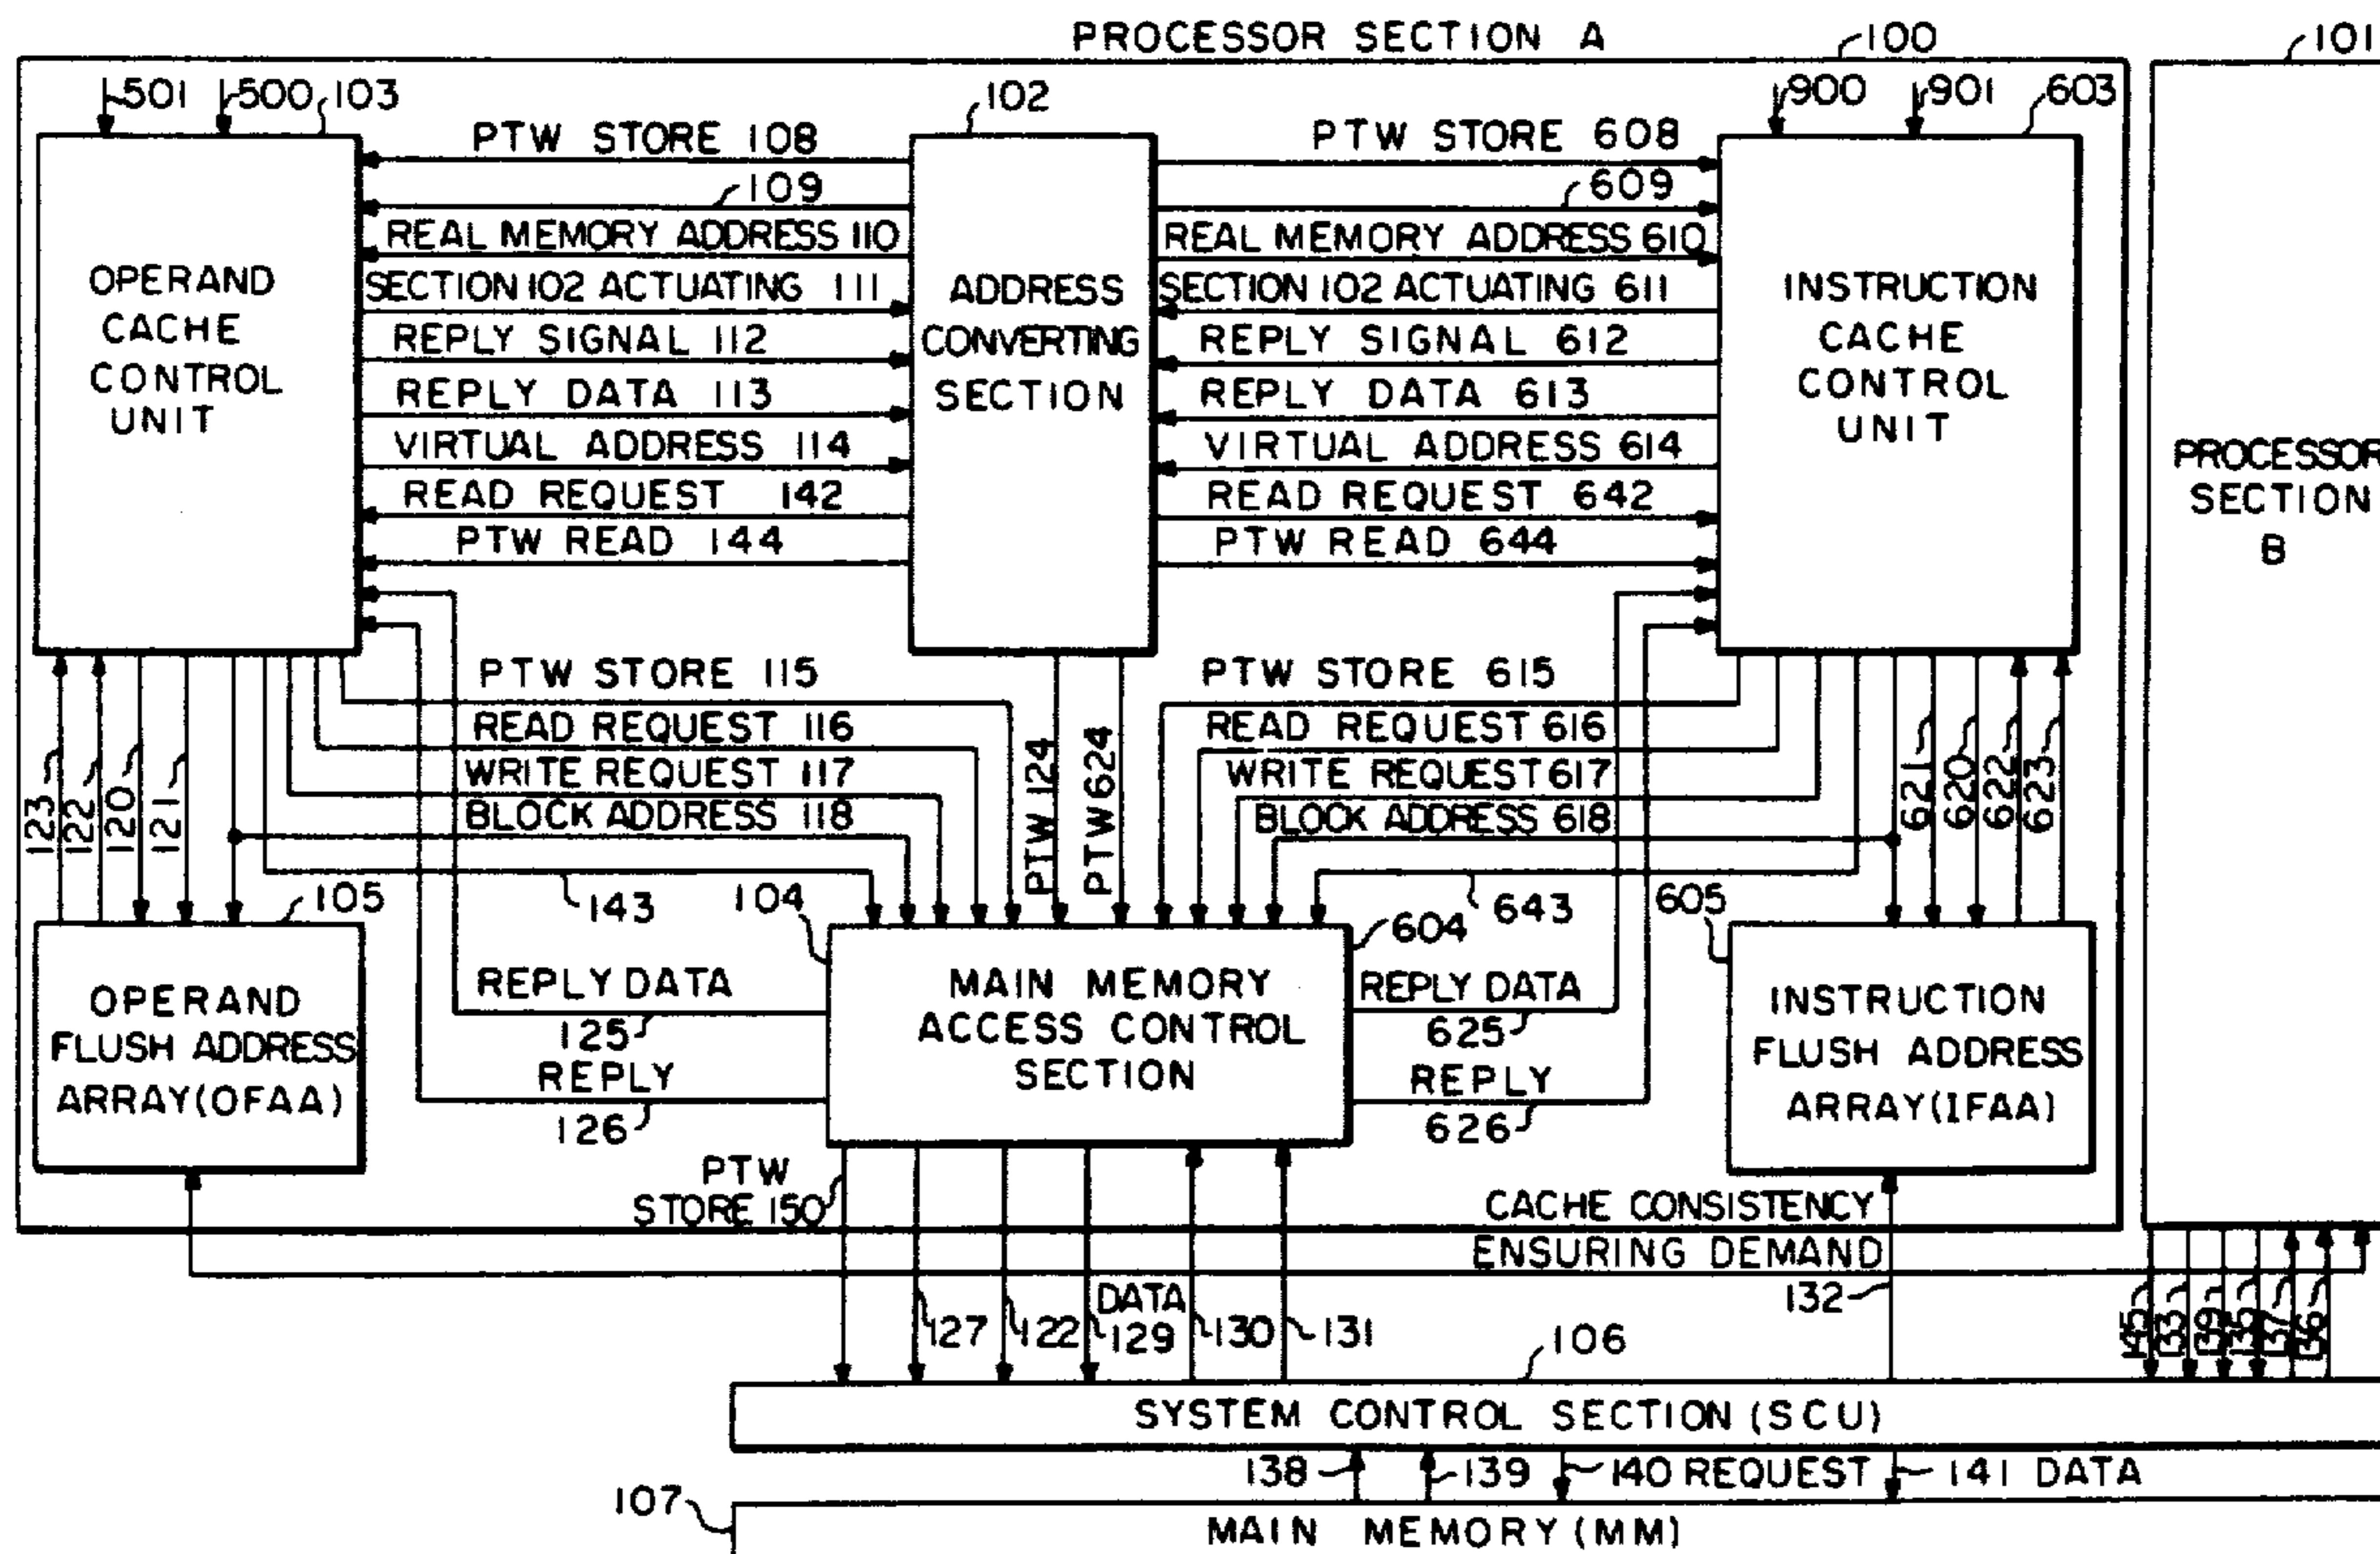 PROCESSOR SECTION A
100
101
501
500
103
102
900
901
603
PTW STORE 108
PTW STORE 608
109
609
REAL MEMORY ADDRESS 110
REAL MEMORY ADDRESS 610
SECTION 102 ACTUATING 111
SECTION 102 ACTUATING 611
REPLY SIGNAL 112
REPLY SIGNAL 612
REPLY DATA 113
REPLY DATA 613
VIRTUAL ADDRESS 114
VIRTUAL ADDRESS 614
READ REQUEST 142
READ REQUEST 642
PTW READ 144
PTW READ 644
OPERAND
CACHE
CONTROL
UNIT
ADDRESS
CONVERTING
SECTION
INSTRUCTION
CACHE
CONTROL
UNIT
PROCESSOR
SECTION
B
PTW STORE 115
PTW STORE 615
READ REQUEST 116
READ REQUEST 616
WRITE REQUEST 117
WRITE REQUEST 617
BLOCK ADDRESS 118
BLOCK ADDRESS 618
PTW 124
PTW 624
123
122
120
121
621
620
622
623
105
143
104
604
643
605
OPERAND
FLUSH ADDRESS
ARRAY(OFAA)
REPLY DATA
125
REPLY
126
MAIN MEMORY
ACCESS CONTROL
SECTION
REPLY DATA
625
REPLY
626
INSTRUCTION
FLUSH ADDRESS
ARRAY(IFAA)
PTW
STORE 150
CACHE CONSISTENCY
ENSURING DEMAND
132
127
122
DATA
129
130
131
106
145
133
139
135
137
136
SYSTEM CONTROL SECTION (SCU)
138
139
140 REQUEST
141 DATA
107
MAIN MEMORY (MM)